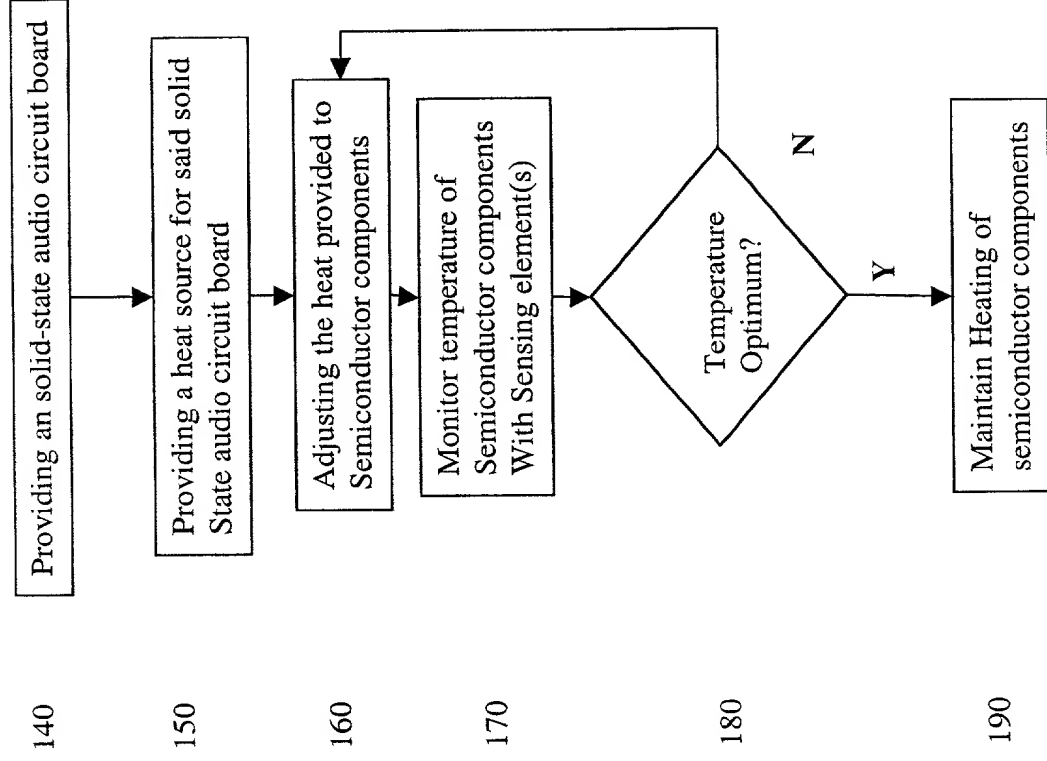 140
Providing an solid-state audio circuit board
150
Providing a heat source for said solid
State audio circuit board
160
Adjusting the heat provided to
Semiconductor components
170
Monitor temperature of
Semiconductor components
With Sensing element(s)
180
Temperature
Optimum?
N
Y
190
Maintain Heating of
semiconductor components